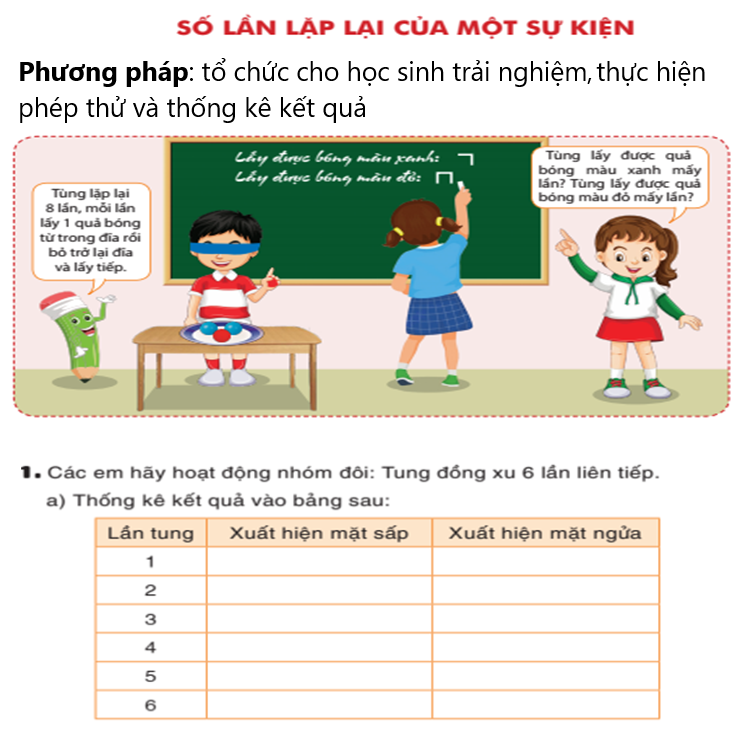 SỐ LẦN LẶP LẠI CỦA MỘT SỰ KIỆN
Phương pháp: tổ chức cho học sinh trải nghiệm, thực hiện
phép thử và thống kê kết quả
Lấy được bóng màu xanh:
Lấy được bóng màu đỏ:
Tùng lấy được quả
bóng màu xanh mấy
lần? Tùng lấy được quả
bóng màu đỏ mấy lần?
Tùng lặp lại
8 lần, mỗi lần
lấy 1 quả bóng
từ trong đĩa rồi
bỏ trở lại đĩa
và lấy tiếp.
1. Các em hãy hoạt động nhóm đôi: Tung đồng xu 6 lần liên tiếp.
a) Thống kê kết quả vào bảng sau:
Lần tung Xuất hiện mặt sấp Xuất hiện mặt ngửa
1
2
3
4
5
6